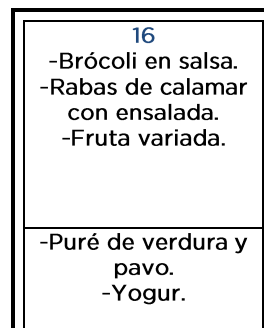 16
-Brócoli en salsa.
-Rabas de calamar
con ensalada.
-Fruta variada.
-Puré de verdura y
pavo.
-Yogur.